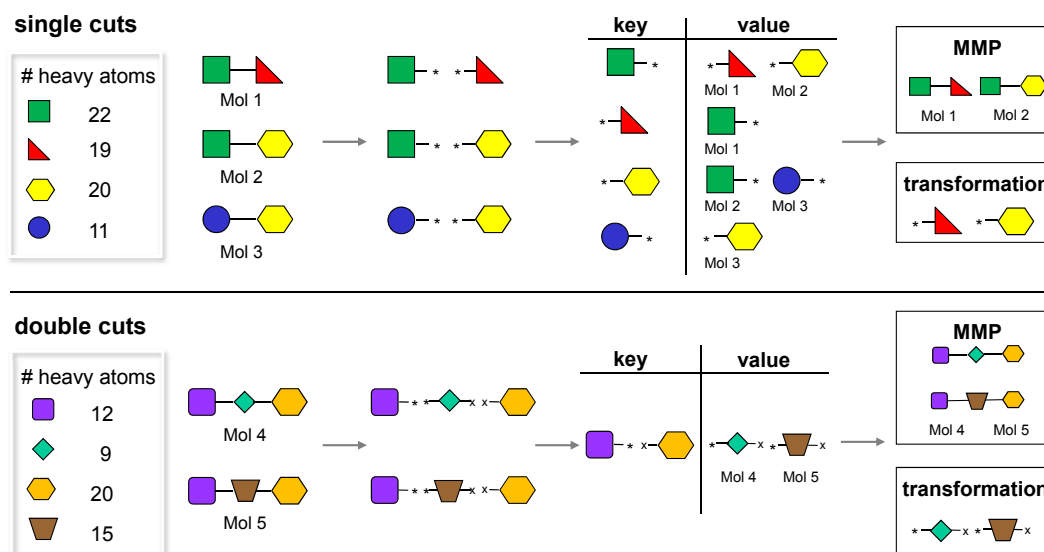 single cuts
# heavy atoms
22
19
20
11
Mol 1
Mol 2
Mol 3
* *
* *
* *
key value
* * *
Mol 1 Mol 2
* *
Mol 1
* * *
Mol 2 Mol 3
* *
Mol 3
MMP
Mol 1 Mol 2
transformation
* *
double cuts
# heavy atoms
12
9
20
15
Mol 4
Mol 5
* * x x
* * x x
key value
* x * x * x
Mol 4 Mol 5
MMP
Mol 4 Mol 5
transformation
* x * x